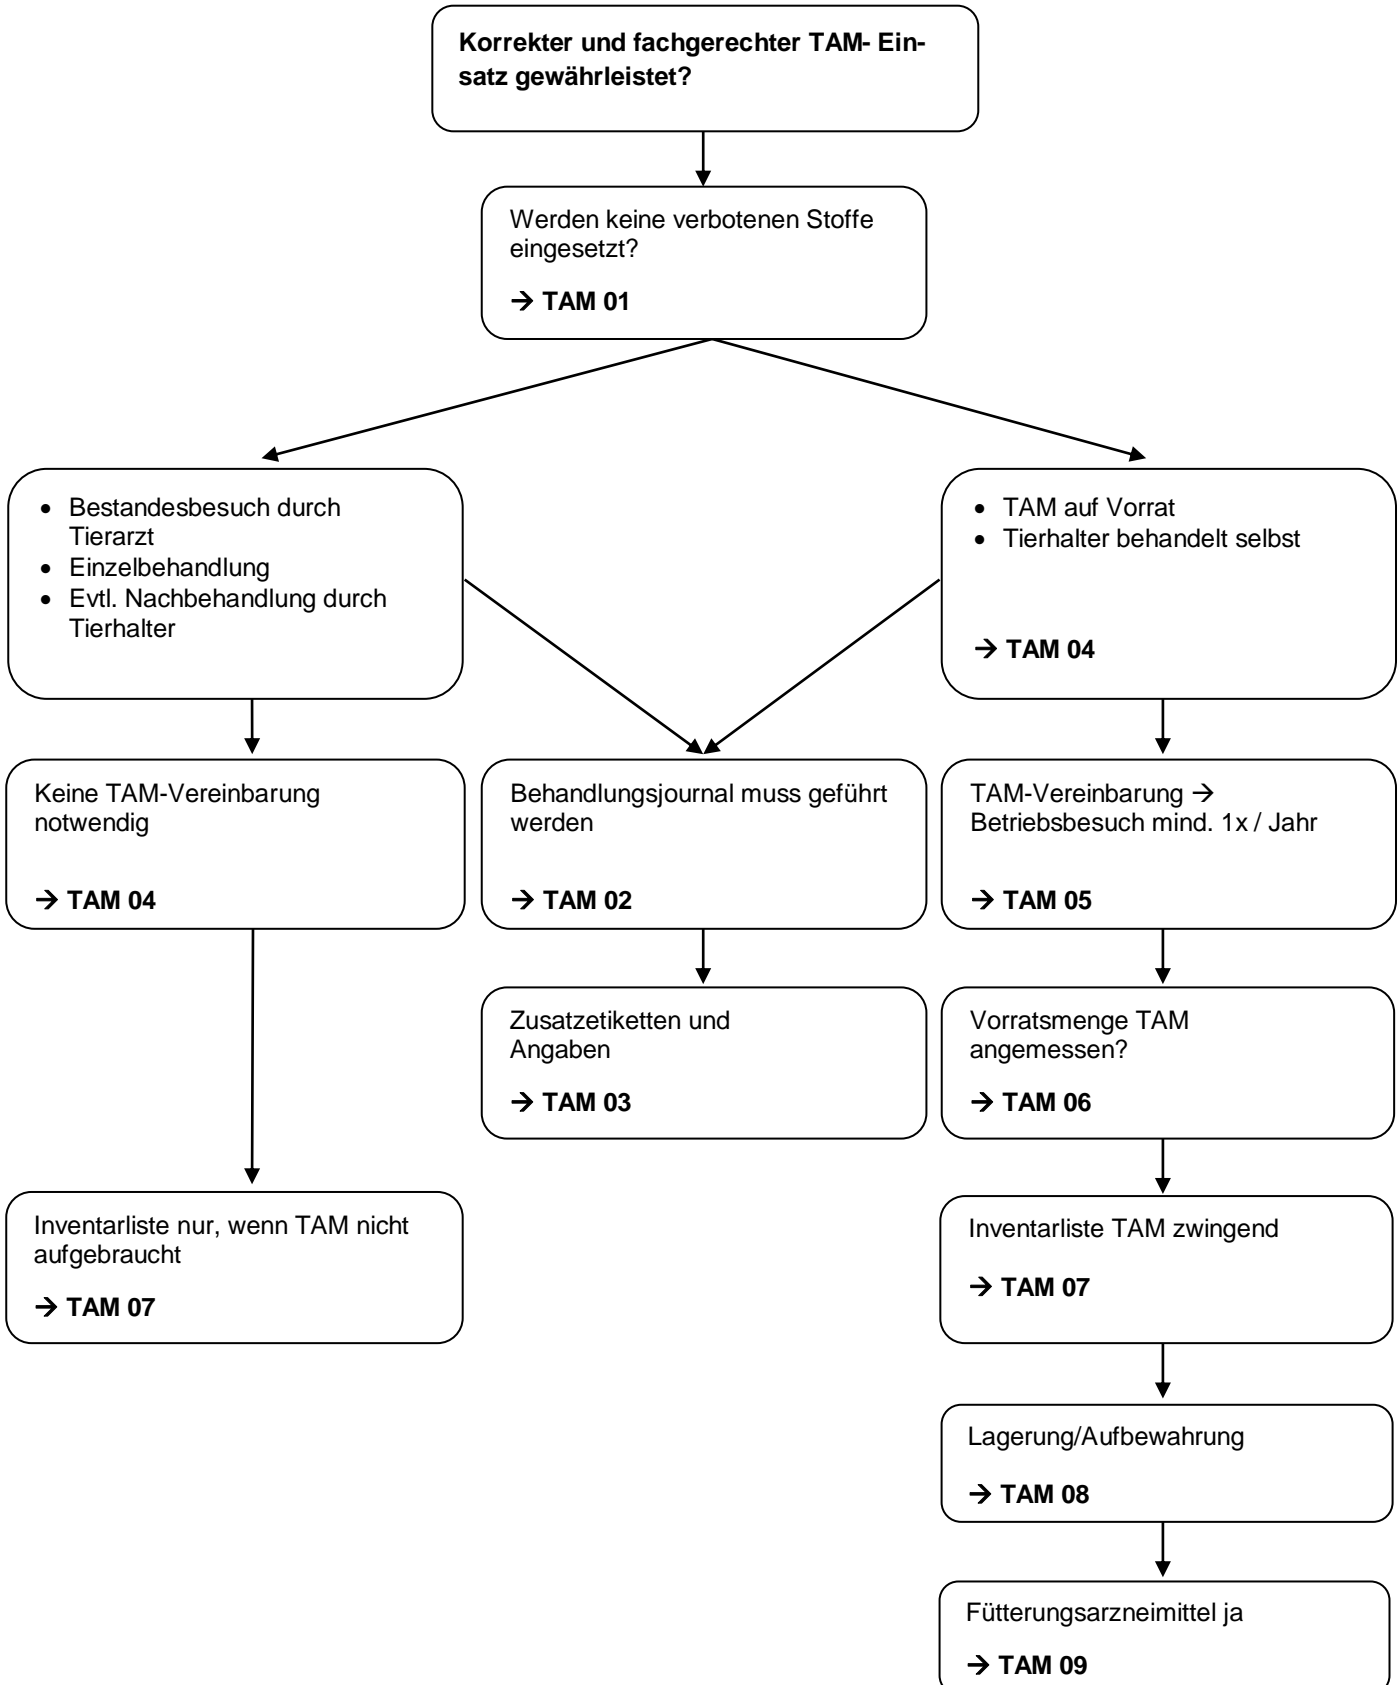 Korrekter und fachgerechter TAM- Ein-
satz gewährleistet?
Werden keine verbotenen Stoffe
eingesetzt?
→ TAM 01
• Bestandesbesuch durch
Tierarzt
• Einzelbehandlung
• Evtl. Nachbehandlung durch
Tierhalter
• TAM auf Vorrat
• Tierhalter behandelt selbst
→ TAM 04
Keine TAM-Vereinbarung
notwendig
→ TAM 04
Behandlungsjournal muss geführt
werden
→ TAM 02
TAM-Vereinbarung →
Betriebsbesuch mind. 1x / Jahr
→ TAM 05
Zusatzetiketten und
Angaben
→ TAM 03
Vorratsmenge TAM
angemessen?
→ TAM 06
Inventarliste nur, wenn TAM nicht
aufgebraucht
→ TAM 07
Inventarliste TAM zwingend
→ TAM 07
Lagerung/Aufbewahrung
→ TAM 08
Fütterungsarzneimittel ja
→ TAM 09